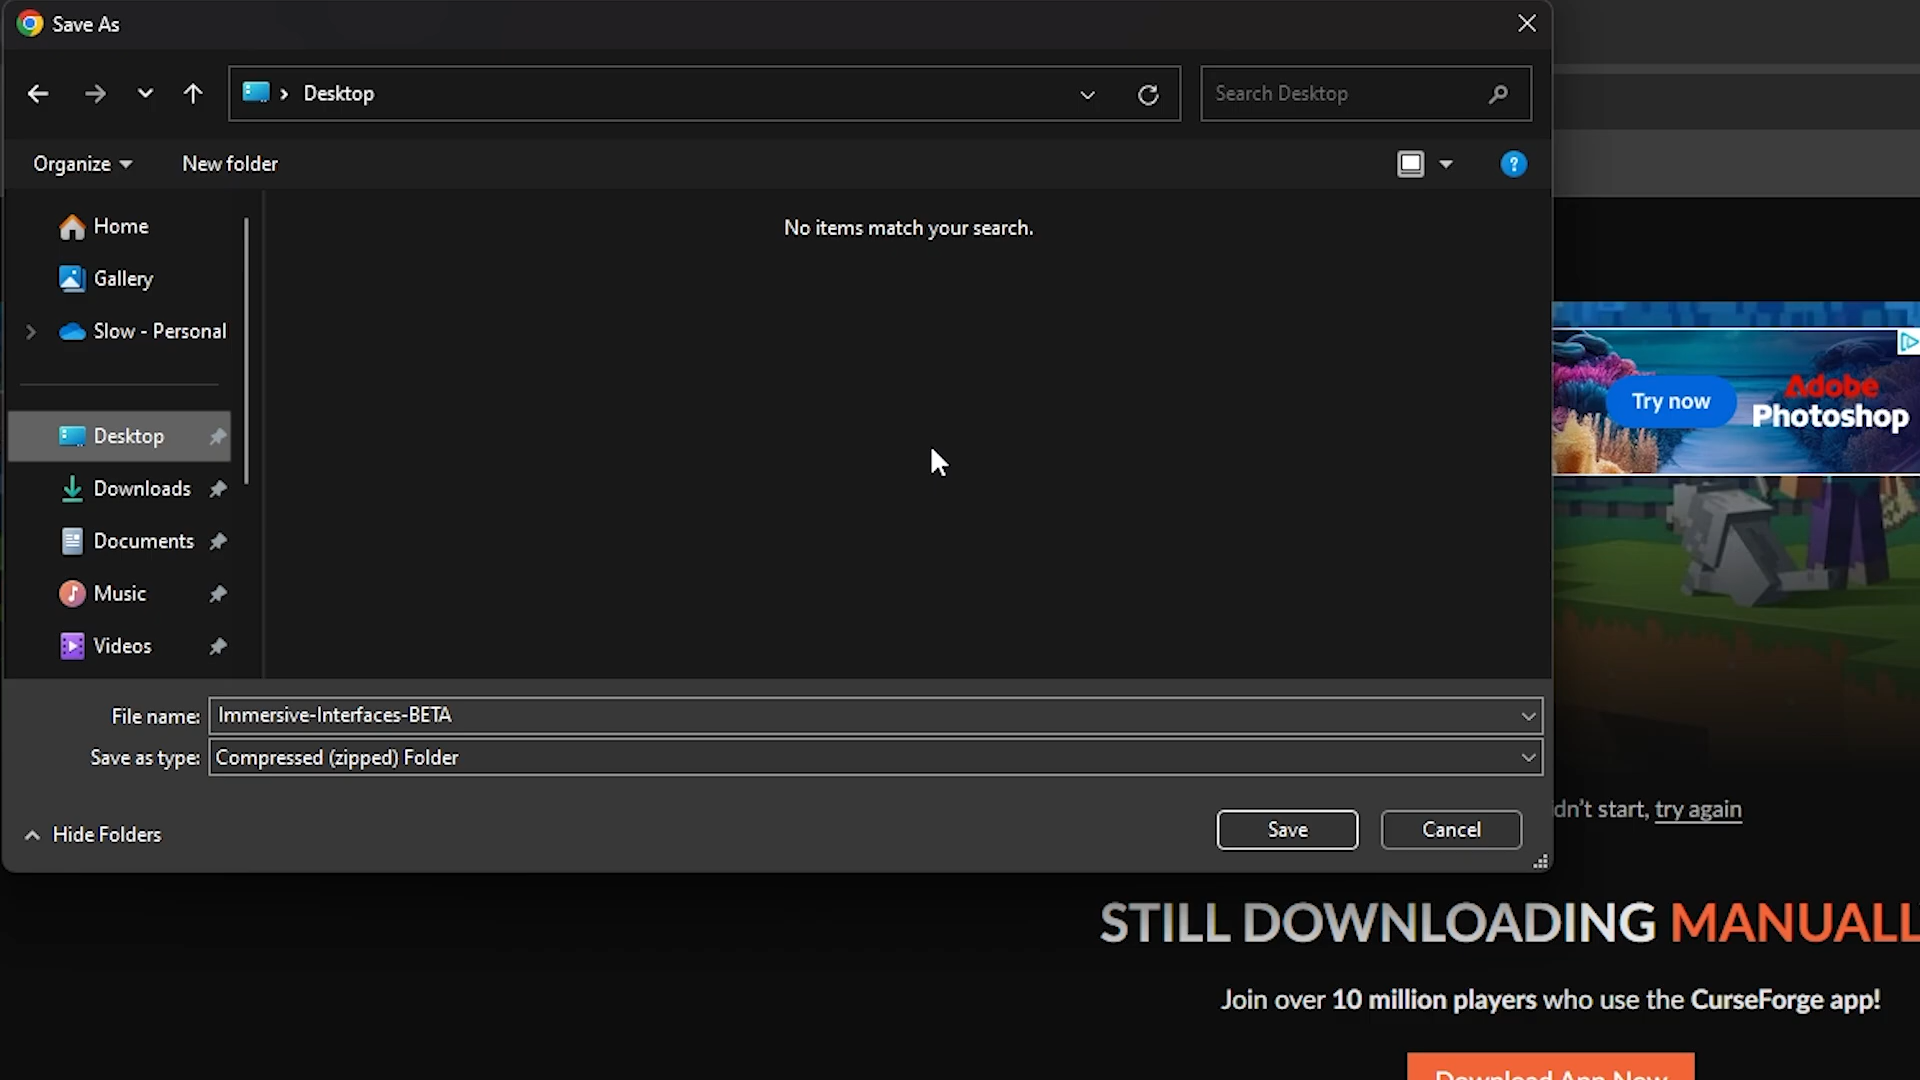 Save As
Desktop
Search Desktop
Organize
New folder
?
Home
Gallery
Slow - Personal
Desktop
Downloads
Documents
Music
Videos
No items match your search.
File name: Immersive-Interfaces-BETA
Save as type: Compressed (zipped) Folder
Hide Folders
Save
Cancel
Try now
Adobe
Photoshop
dn't start, try again
STILL DOWNLOADING MANUALL
Join over 10 million players who use the CurseForge app!
Download App Now